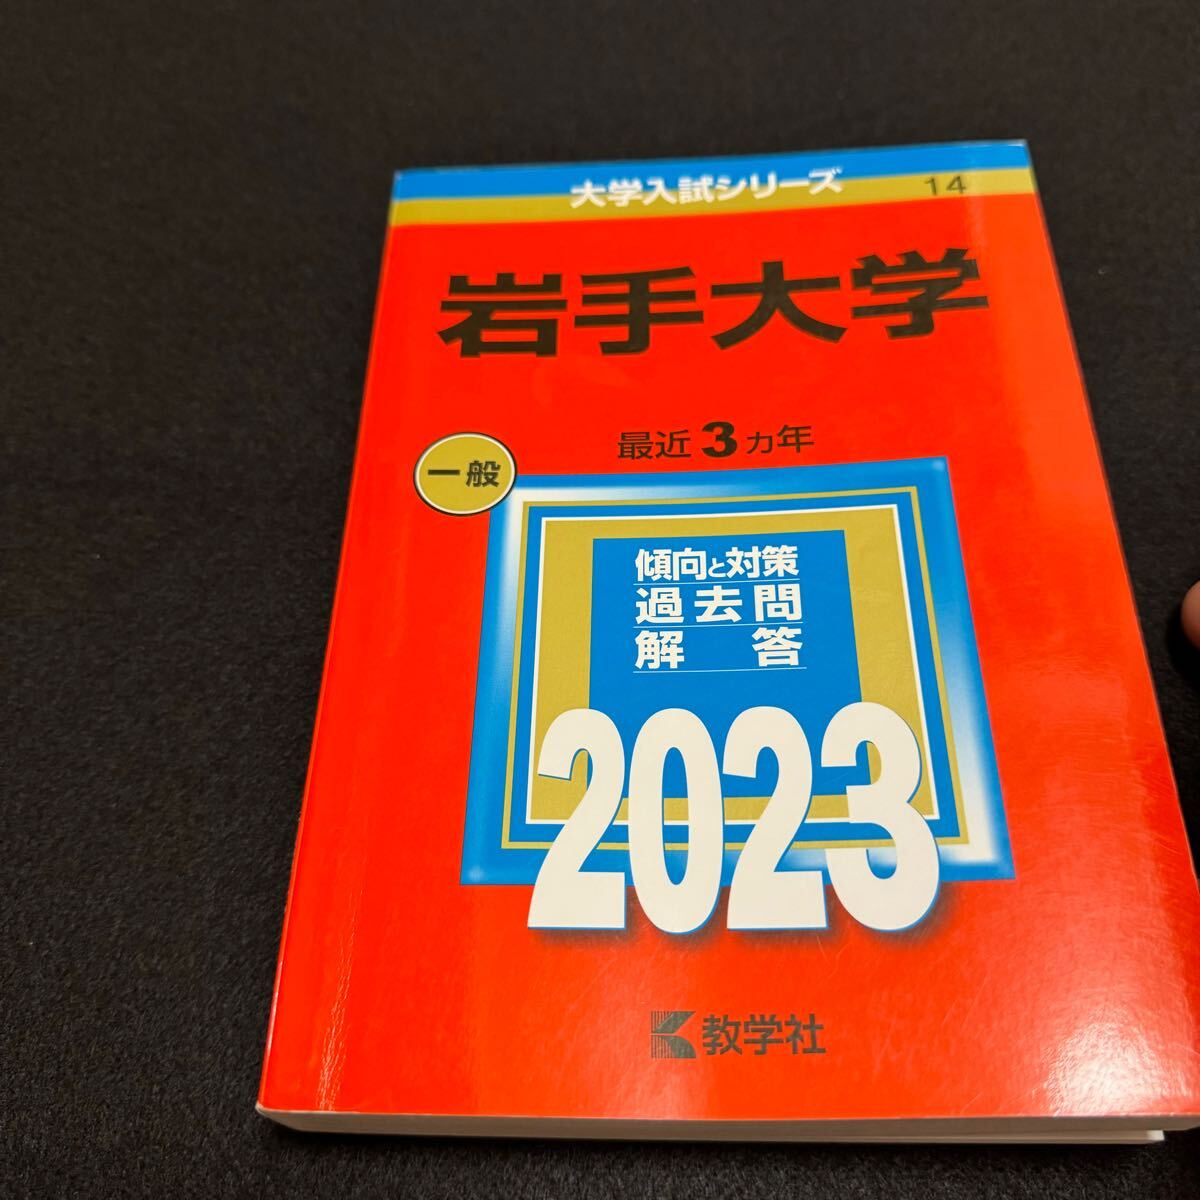 大学入試シリーズ 14
岩手大学
最近3カ年
一般
傾向と対策
過去問
解答
2023
教学社